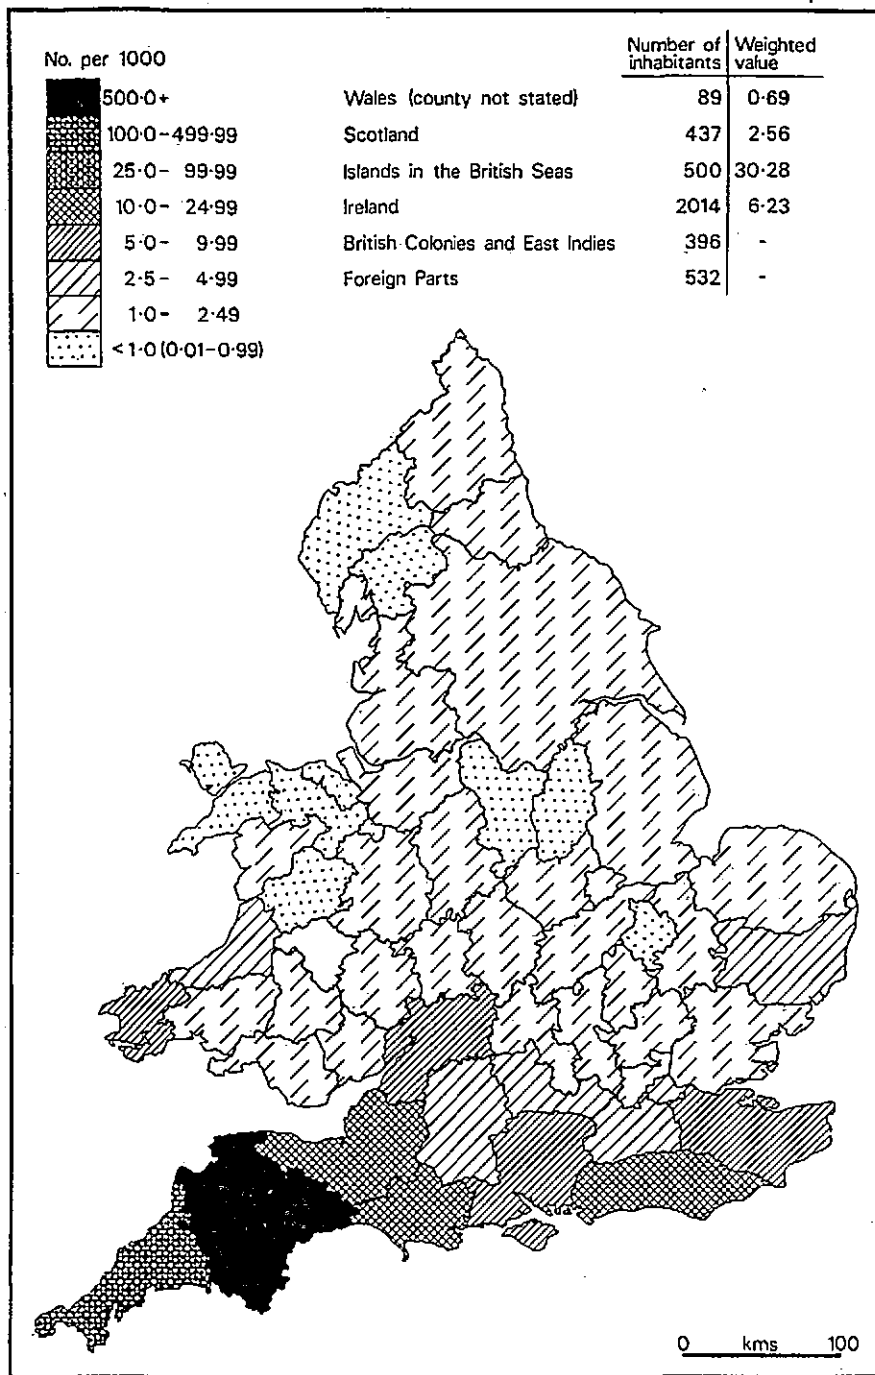 No. per 1000
500·0+
100·0-499·99
25·0- 99·99
10·0- 24·99
5·0- 9·99
2·5- 4·99
1·0- 2·49
<1·0 (0·01-0·99)
Number of inhabitants Weighted value
Wales (county not stated) 89 0·69
Scotland 437 2·56
Islands in the British Seas 500 30·28
Ireland 2014 6·23
British Colonies and East Indies 396 -
Foreign Parts 532 -
0 kms 100